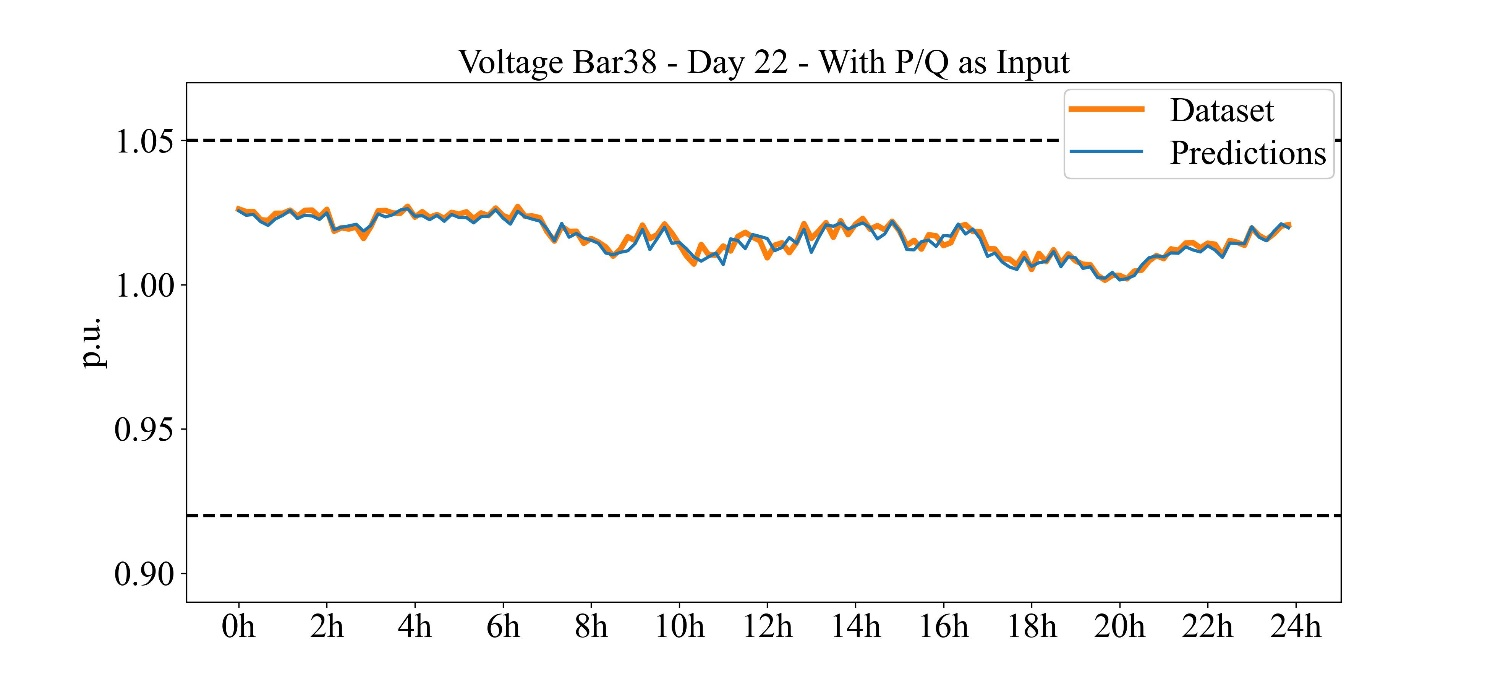 Voltage Bar38 - Day 22 - With P/Q as Input
Dataset
Predictions
p.u.
1.05
1.00
0.95
0.90
0h 2h 4h 6h 8h 10h 12h 14h 16h 18h 20h 22h 24h